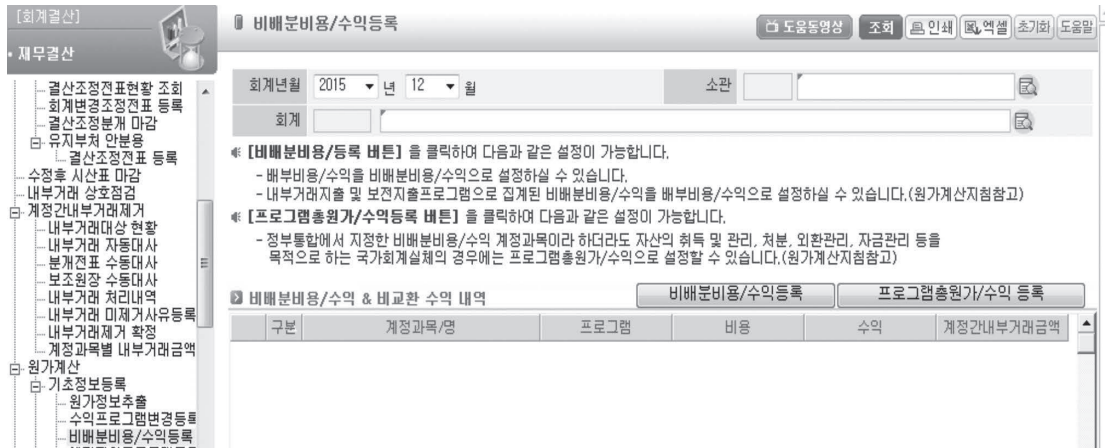 [회계결산]
• 재무결산
결산조정전표현황 조회
회계변경조정전표 등록
결산조정분개 마감
유지부처 안분용
결산조정전표 등록
수정후 시산표 마감
내부거래 상호점검
계정간내부거래제거
내부거래대상 현황
내부거래 자동대사
분개전표 수동대사
보조원장 수동대사
내부거래 처리내역
내부거래 미제거사유등록
내부거래제거 확정
계정과목별 내부거래금액
원가계산
기초정보등록
원가정보추출
수익프로그램변경등록
비배분비용/수익등록
비배분비용/수익등록
도움동영상 조회 인쇄 엑셀 초기화 도움말
회계년월 2015 년 12 월 소관
회계
[비배분비용/등록 버튼] 을 클릭하여 다음과 같은 설정이 가능합니다.
- 배부비용/수익을 비배분비용/수익으로 설정하실 수 있습니다.
- 내부거래지출 및 보전지출프로그램으로 집계된 비배분비용/수익을 배부비용/수익으로 설정하실 수 있습니다.(원가계산지침참고)
[프로그램총원가/수익등록 버튼] 을 클릭하여 다음과 같은 설정이 가능합니다.
- 정부통합에서 지정한 비배분비용/수익 계정과목이라 하더라도 자산의 취득 및 관리, 처분, 외환관리, 자금관리 등을
목적으로 하는 국가회계실체의 경우에는 프로그램총원가/수익으로 설정할 수 있습니다.(원가계산지침참고)
비배분비용/수익 & 비교환 수익 내역 비배분비용/수익등록 프로그램총원가/수익 등록
구분 계정과목/명 프로그램 비용 수익 계정간내부거래금액